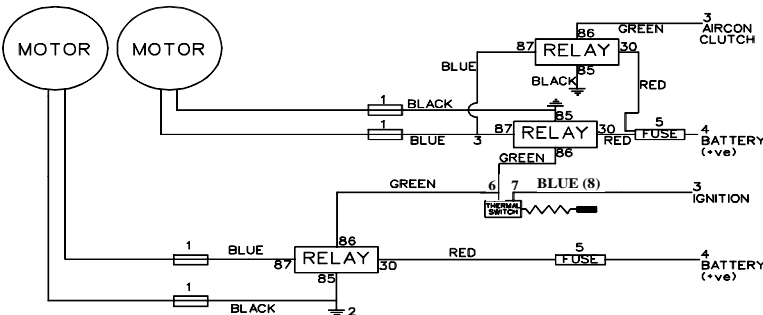 MOTOR
MOTOR
GREEN
3
AIRCON
CLUTCH
86
87
RELAY
30
85
BLUE
BLACK
RED
1
BLACK
85
1
BLUE
3
87
RELAY
30
RED
5
FUSE
4
BATTERY
(+ve)
86
GREEN
GREEN
6
7
BLUE (8)
3
IGNITION
THERMAL
SWITCH
1
BLUE
86
87
RELAY
30
85
RED
5
FUSE
4
BATTERY
(+ve)
1
BLACK
2